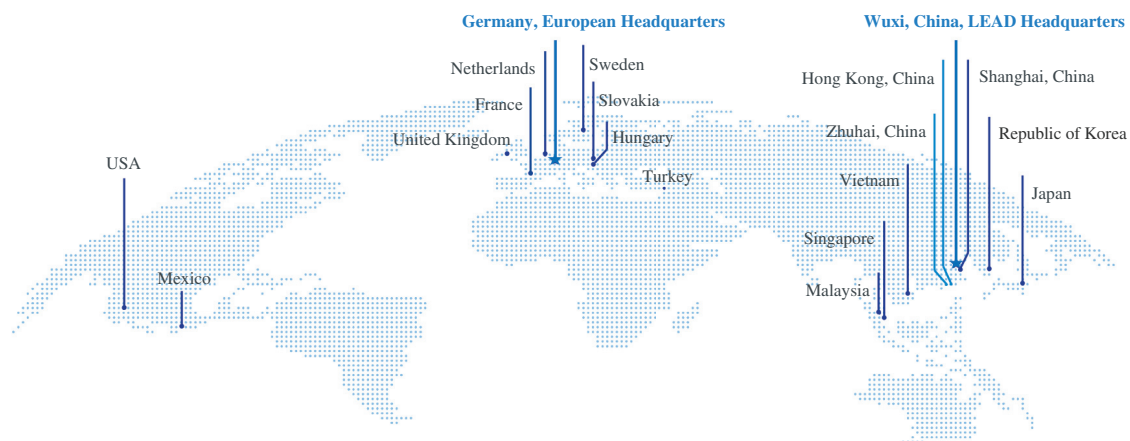 Germany, European Headquarters
Wuxi, China, LEAD Headquarters
Netherlands
Sweden
Hong Kong, China
Shanghai, China
France
Slovakia
United Kingdom
Hungary
Zhuhai, China
Republic of Korea
USA
Turkey
Vietnam
Japan
Singapore
Mexico
Malaysia